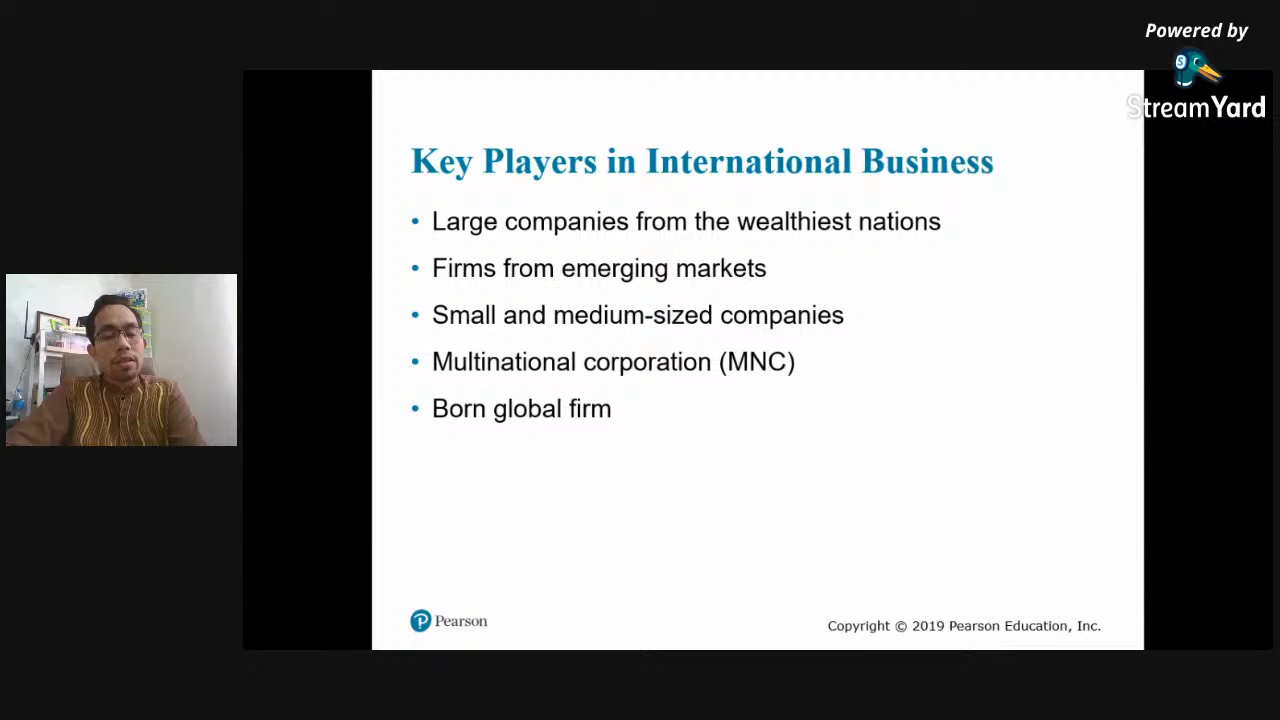 Powered by
StreamYard
Key Players in International Business
• Large companies from the wealthiest nations
• Firms from emerging markets
• Small and medium-sized companies
• Multinational corporation (MNC)
• Born global firm
Pearson
Copyright © 2019 Pearson Education, Inc.